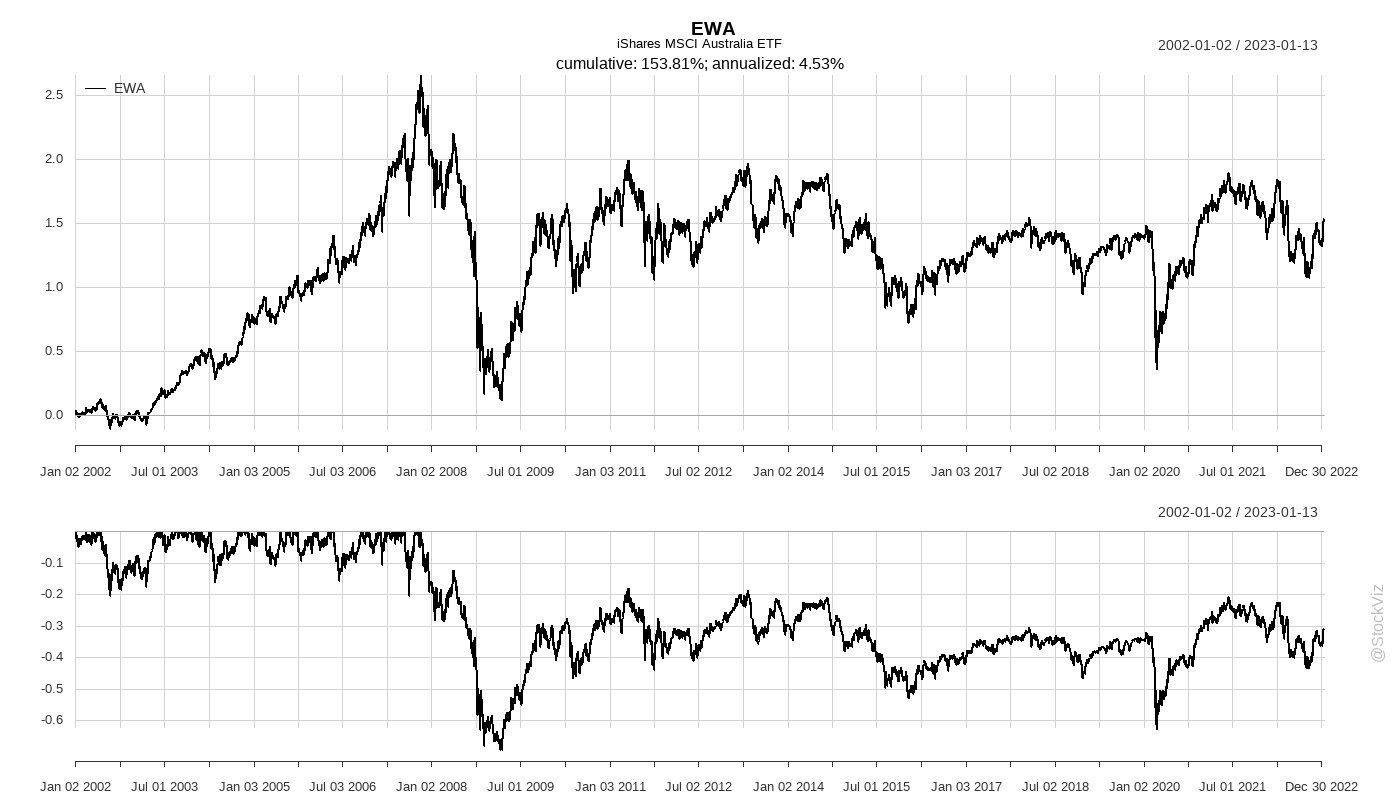 EWA
iShares MSCI Australia ETF
2002-01-02 / 2023-01-13
cumulative: 153.81%; annualized: 4.53%
EWA
2.5
2.0
1.5
1.0
0.5
0.0
Jan 02 2002 Jul 01 2003 Jan 03 2005 Jul 03 2006 Jan 02 2008 Jul 01 2009 Jan 03 2011 Jul 02 2012 Jan 02 2014 Jul 01 2015 Jan 03 2017 Jul 02 2018 Jan 02 2020 Jul 01 2021 Dec 30 2022
2002-01-02 / 2023-01-13
-0.1
-0.2
-0.3
-0.4
-0.5
-0.6
@StockViz
Jan 02 2002 Jul 01 2003 Jan 03 2005 Jul 03 2006 Jan 02 2008 Jul 01 2009 Jan 03 2011 Jul 02 2012 Jan 02 2014 Jul 01 2015 Jan 03 2017 Jul 02 2018 Jan 02 2020 Jul 01 2021 Dec 30 2022